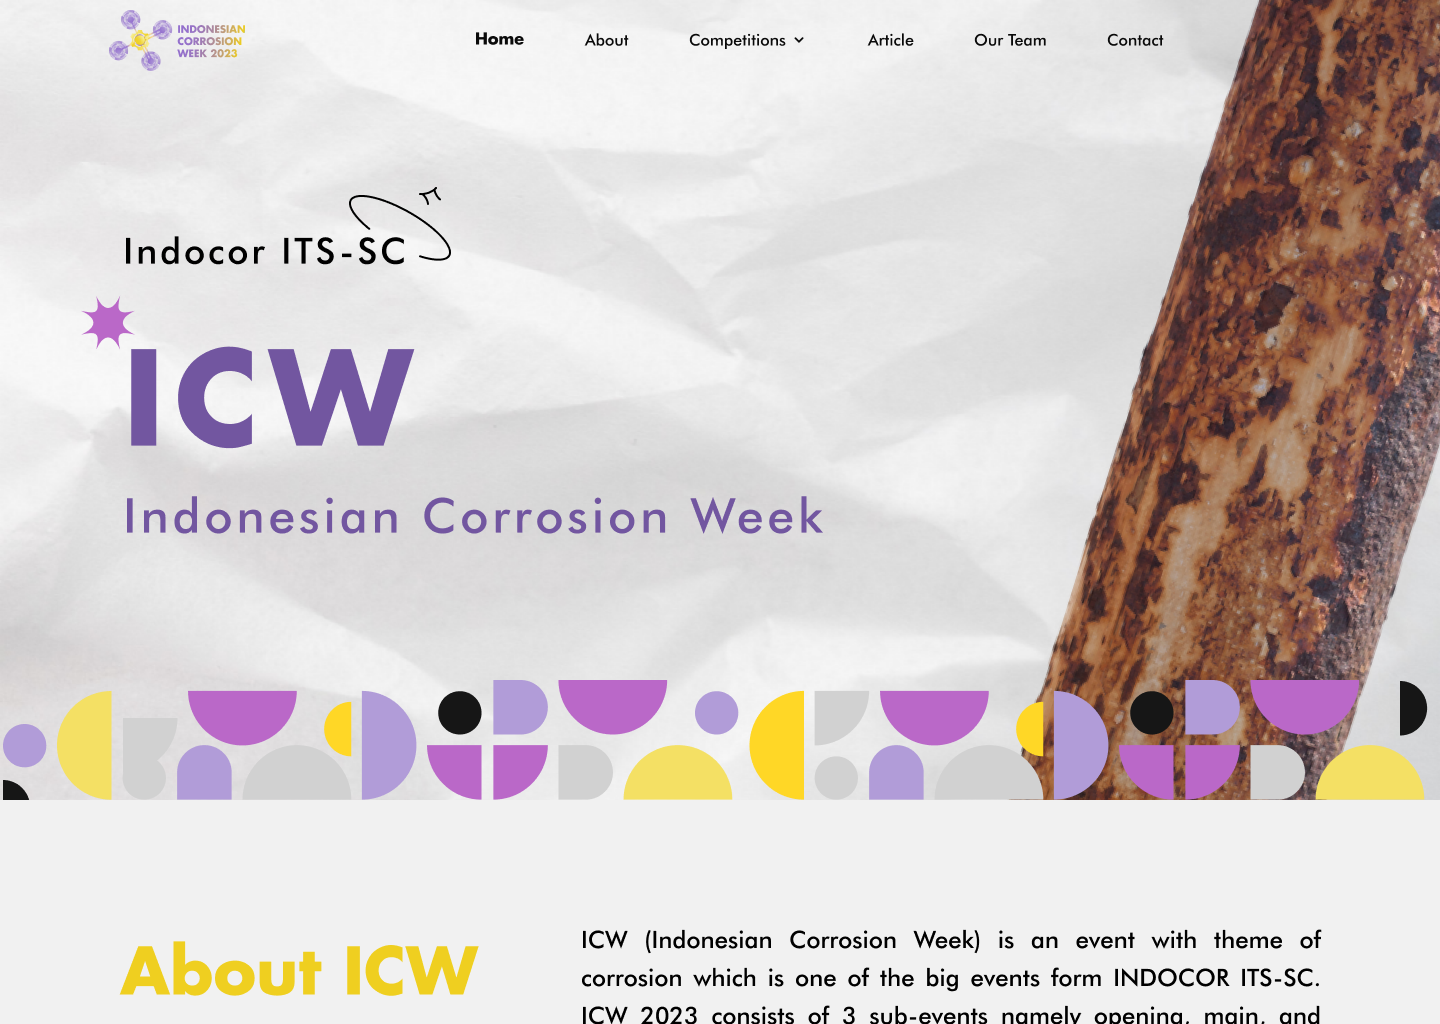 INDONESIAN
CORROSION
WEEK 2023
Home About Competitions Article Our Team Contact
Indocor ITS-SC
ICW
Indonesian Corrosion Week
About ICW
ICW (Indonesian Corrosion Week) is an event with theme of
corrosion which is one of the big events form INDOCOR ITS-SC.
ICW 2023 consists of 3 sub-events namely opening, main, and